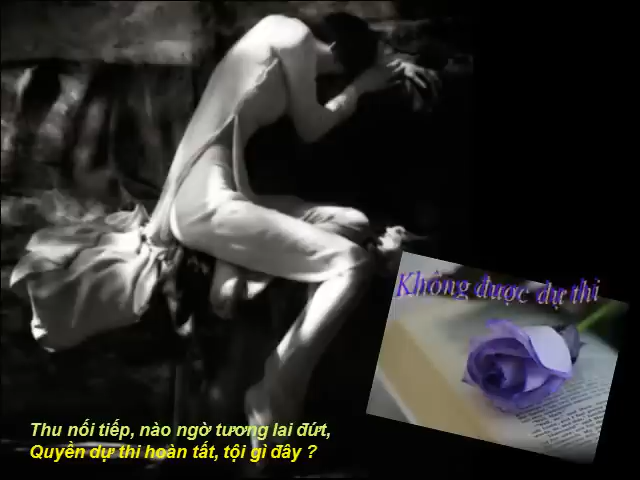 Không được dự thi
Thu nối tiếp, nào ngờ tương lai đứt,
Quyền dự thi hoàn tất, tội gì đây ?